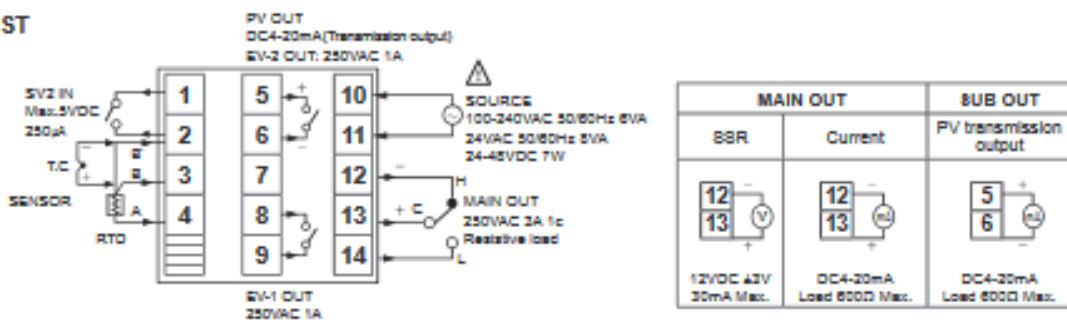 ST
PV OUT
DC4-20mA(Transmission output)
EV-2 OUT: 250VAC 1A
SV2 IN
Max.5VDC
250µA
T.C
SENSOR
RTD
B
B
A
1
2
3
4
5
6
7
8
9
10
11
12
13
14
+
−
EV-1 OUT
250VAC 1A
SOURCE
100-240VAC 50/60Hz 6VA
24VAC 50/60Hz 8VA
24-48VDC 7W
−
H
+ C
MAIN OUT
250VAC 3A 1c
Resistive load
L
MAIN OUT
SUB OUT
SSR
Current
PV transmission
output
12
13
−
V
+
12
13
−
mA
+
5
6
+
mA
−
12VDC ±3V
30mA Max.
DC4-20mA
Load 600Ω Max.
DC4-20mA
Load 600Ω Max.